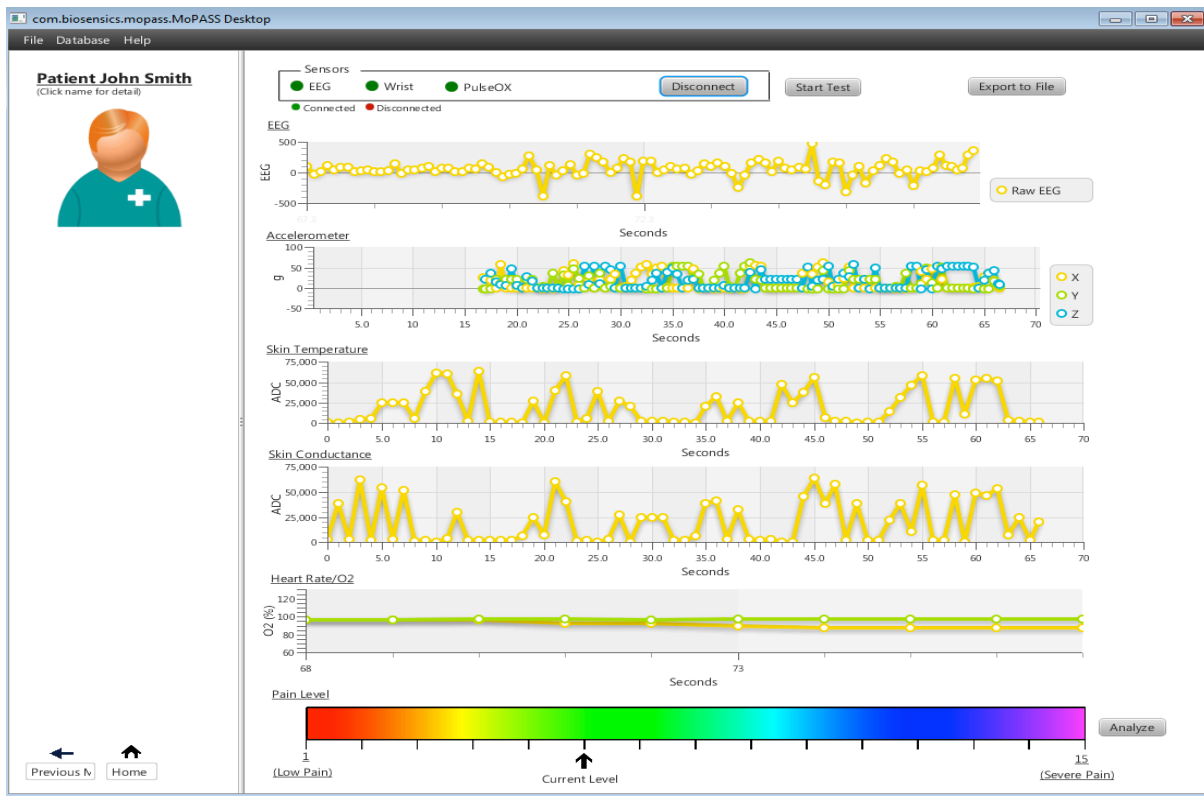 com.biosensics.mopass.MoPASS Desktop
File Database Help
Patient John Smith
(Click name for detail)
Sensors
EEG Wrist PulseOX Disconnect Start Test Export to File
Connected Disconnected
EEG
500
0
-500
EEG
67.3 72.3
Seconds
Raw EEG
Accelerometer
100
50
0
-50
g
5.0 10.0 15.0 20.0 25.0 30.0 35.0 40.0 45.0 50 55.0 60 65 70
Seconds
X
Y
Z
Skin Temperature
75,000
50,000
25,000
0
ADC
0 5.0 10 15 20.0 25.0 30.0 35.0 40.0 45.0 50 55.0 60 70
Seconds
Skin Conductance
75,000
50,000
25,000
0
ADC
0 5.0 10 15 20.0 25.0 30.0 35.0 40.0 45.0 50 55.0 60 65 70
Seconds
Heart Rate/O2
120
100
80
60
O2 (%)
68 73
Seconds
Pain Level
1 15
(Low Pain) (Severe Pain)
Current Level
Analyze
Previous Home